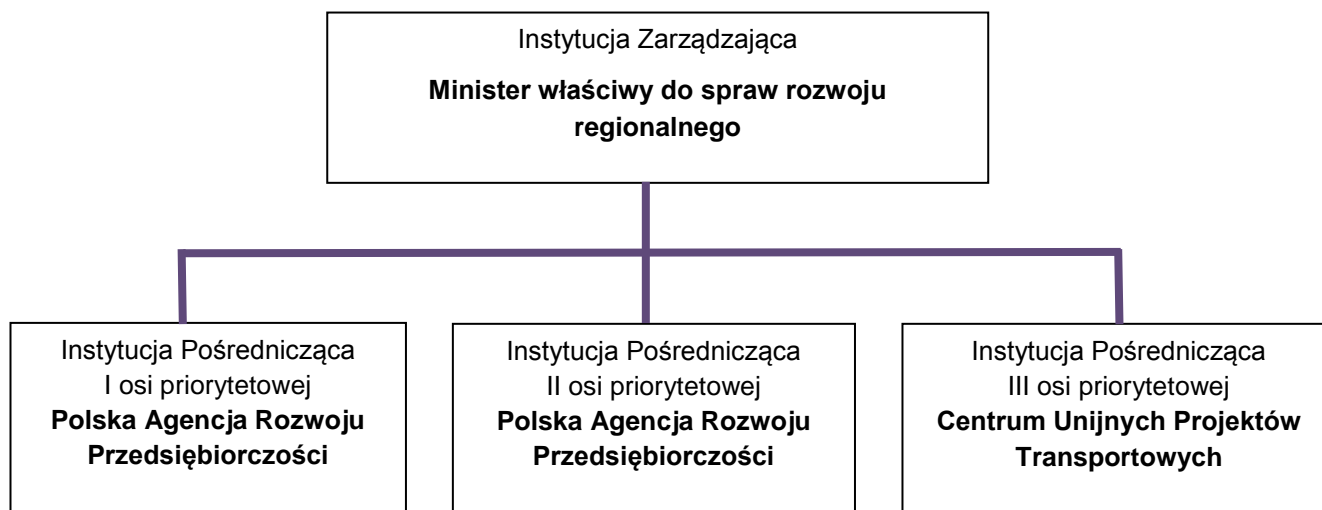 Instytucja Zarządzająca
Minister właściwy do spraw rozwoju
regionalnego
Instytucja Pośrednicząca
I osi priorytetowej
Polska Agencja Rozwoju
Przedsiębiorczości
Instytucja Pośrednicząca
II osi priorytetowej
Polska Agencja Rozwoju
Przedsiębiorczości
Instytucja Pośrednicząca
III osi priorytetowej
Centrum Unijnych Projektów
Transportowych